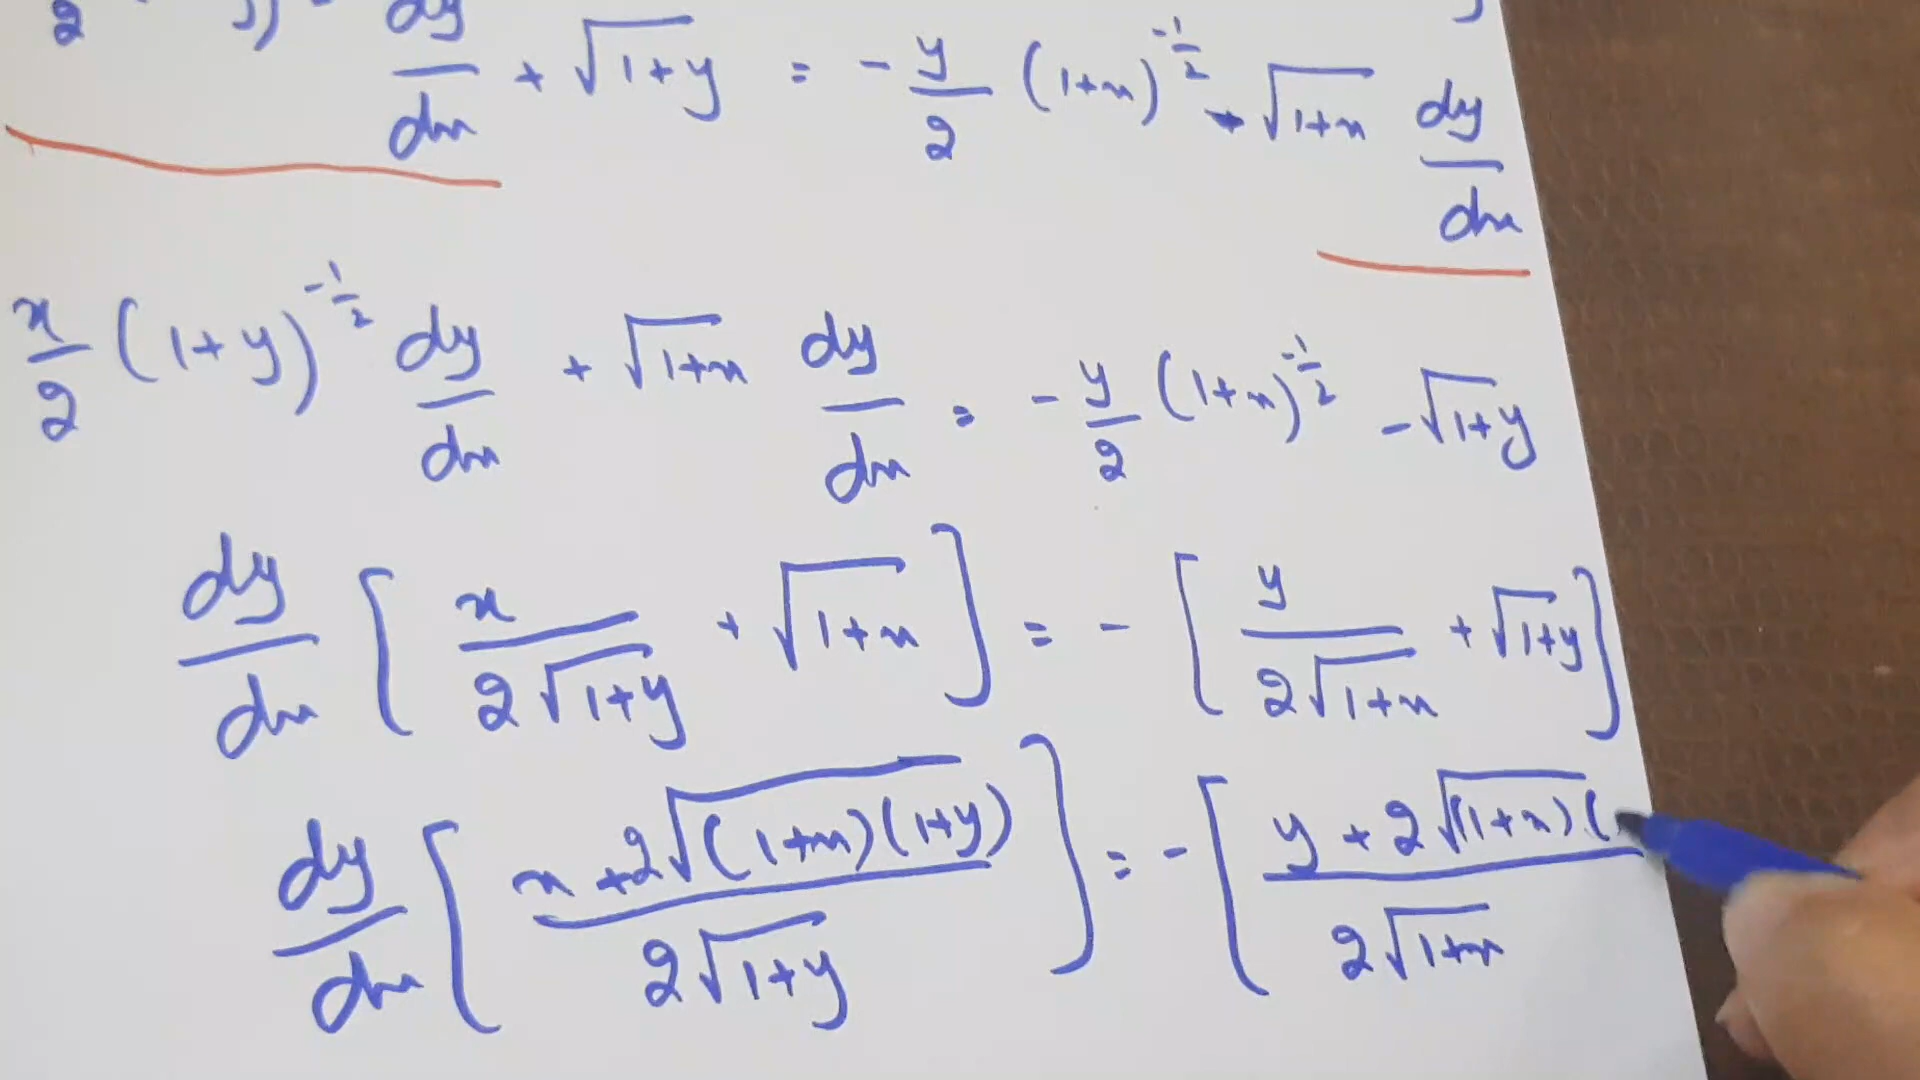 dy/dx + √1+y = - y/2 (1+x)^-1/2 - √1+x dy/dx
x/2 (1+y)^-1/2 dy/dx + √1+x dy/dx = - y/2 (1+x)^-1/2 - √1+y
dy/dx [ x/2√1+y + √1+x ] = - [ y/2√1+x + √1+y ]
dy/dx [ x+2√(1+x)(1+y) / 2√1+y ] = - [ y + 2√(1+x)( / 2√1+x